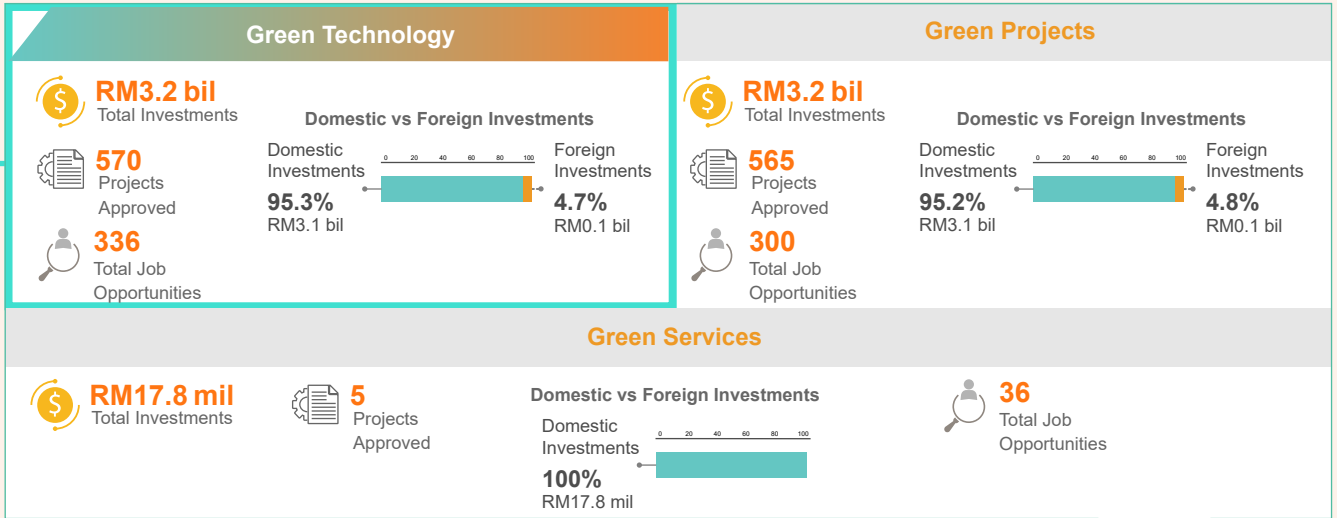 Green Technology
RM3.2 bil
Total Investments
570
Projects
Approved
336
Total Job
Opportunities
Domestic vs Foreign Investments
Domestic
Investments
95.3%
RM3.1 bil
0 20 40 60 80 100
Foreign
Investments
4.7%
RM0.1 bil
Green Projects
RM3.2 bil
Total Investments
565
Projects
Approved
300
Total Job
Opportunities
Domestic vs Foreign Investments
Domestic
Investments
95.2%
RM3.1 bil
0 20 40 60 80 100
Foreign
Investments
4.8%
RM0.1 bil
Green Services
RM17.8 mil
Total Investments
5
Projects
Approved
Domestic vs Foreign Investments
Domestic
Investments
100%
RM17.8 mil
0 20 40 60 80 100
36
Total Job
Opportunities